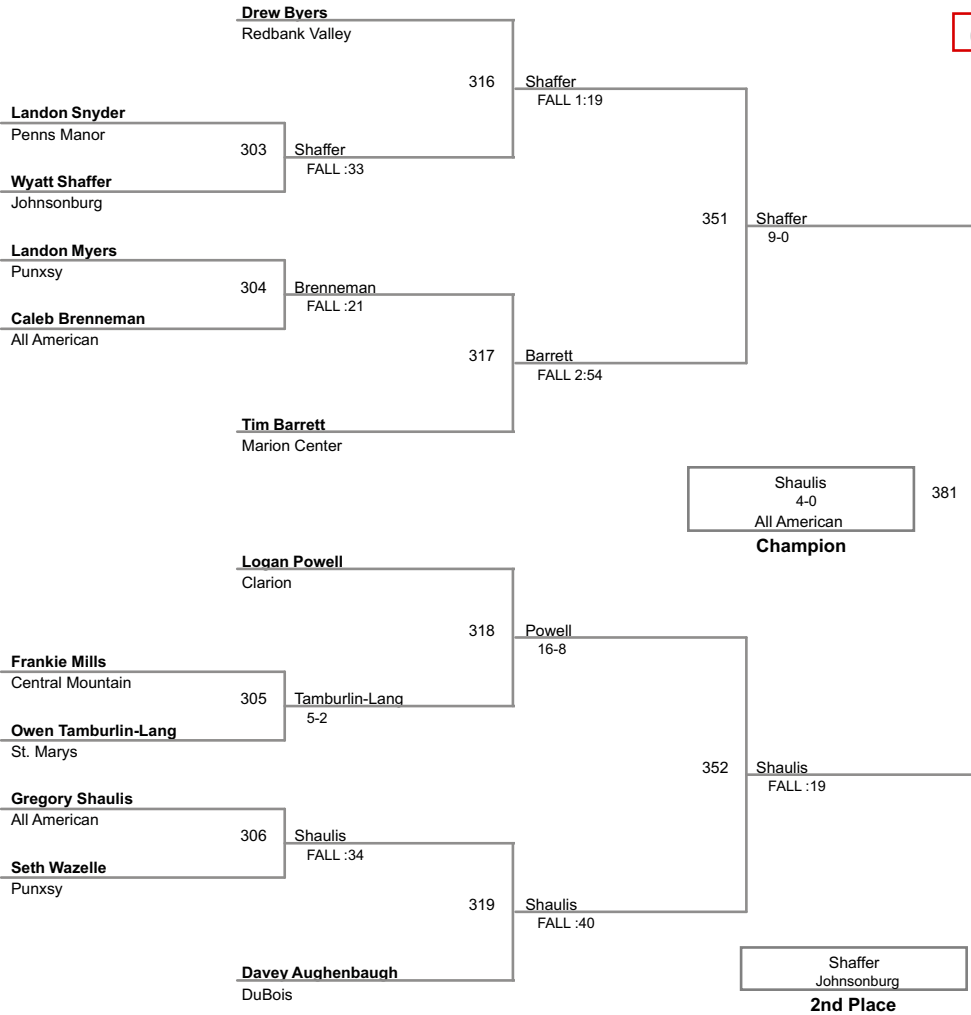 Drew Byers
Redbank Valley
316
Shaffer
FALL 1:19
Landon Snyder
Penns Manor
303
Shaffer
FALL :33
Wyatt Shaffer
Johnsonburg
351
Shaffer
9-0
Landon Myers
Punxsy
304
Brenneman
FALL :21
Caleb Brenneman
All American
317
Barrett
FALL 2:54
Tim Barrett
Marion Center
Shaulis
4-0
All American
381
Champion
Logan Powell
Clarion
318
Powell
16-8
Frankie Mills
Central Mountain
305
Tamburlin-Lang
5-2
Owen Tamburlin-Lang
St. Marys
352
Shaulis
FALL :19
Gregory Shaulis
All American
306
Shaulis
FALL :34
Seth Wazelle
Punxsy
319
Shaulis
FALL :40
Davey Aughenbaugh
DuBois
Shaffer
Johnsonburg
2nd Place